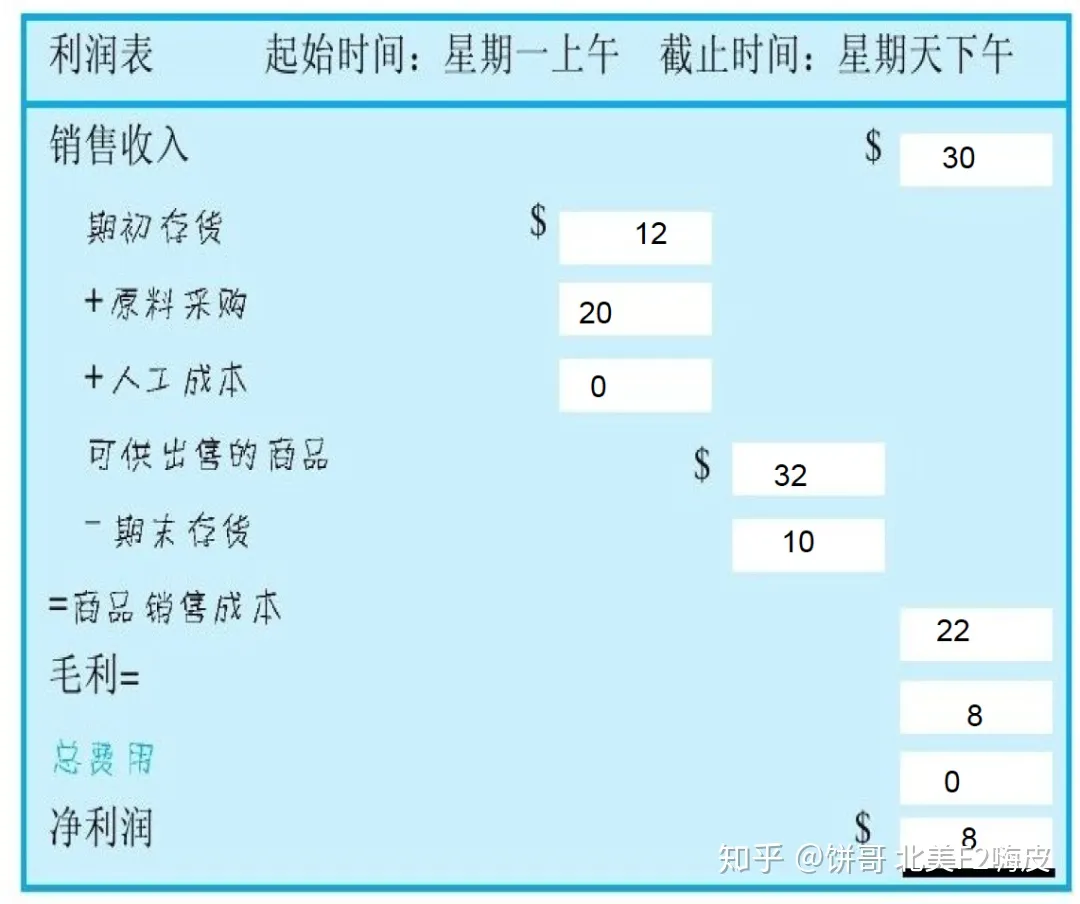 利润表 起始时间：星期一上午 截止时间：星期天下午
销售收入 $ 30
期初存货 $ 12
+原料采购 20
+人工成本 0
可供出售的商品 $ 32
-期末存货 10
=商品销售成本 22
毛利= 8
总费用 0
净利润 $ 8
知乎 @饼哥 北美F2嗨皮